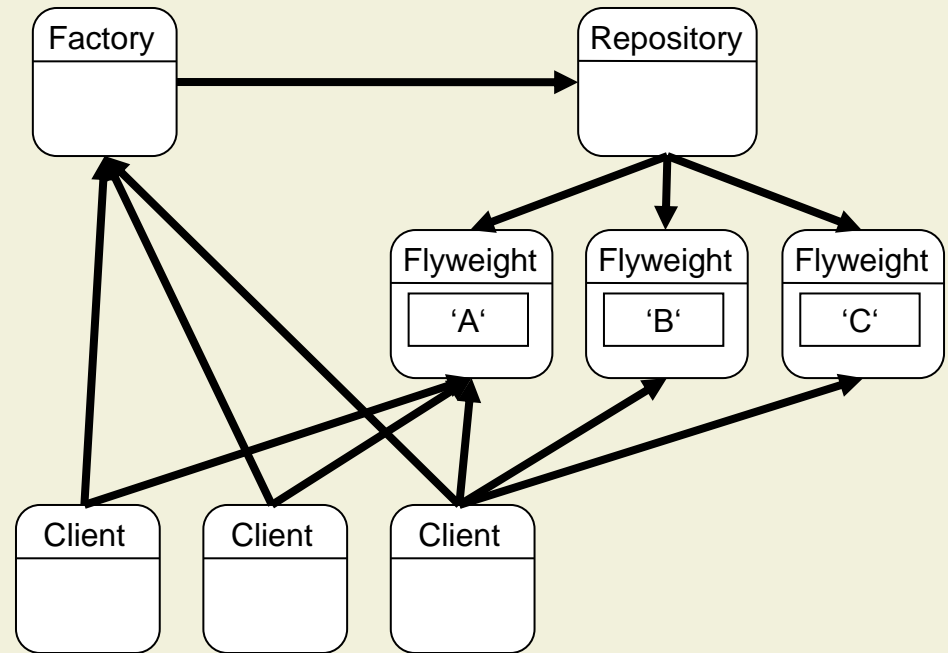 Factory
Repository
Flyweight
Flyweight
Flyweight
‘A‘
‘B‘
‘C‘
Client
Client
Client